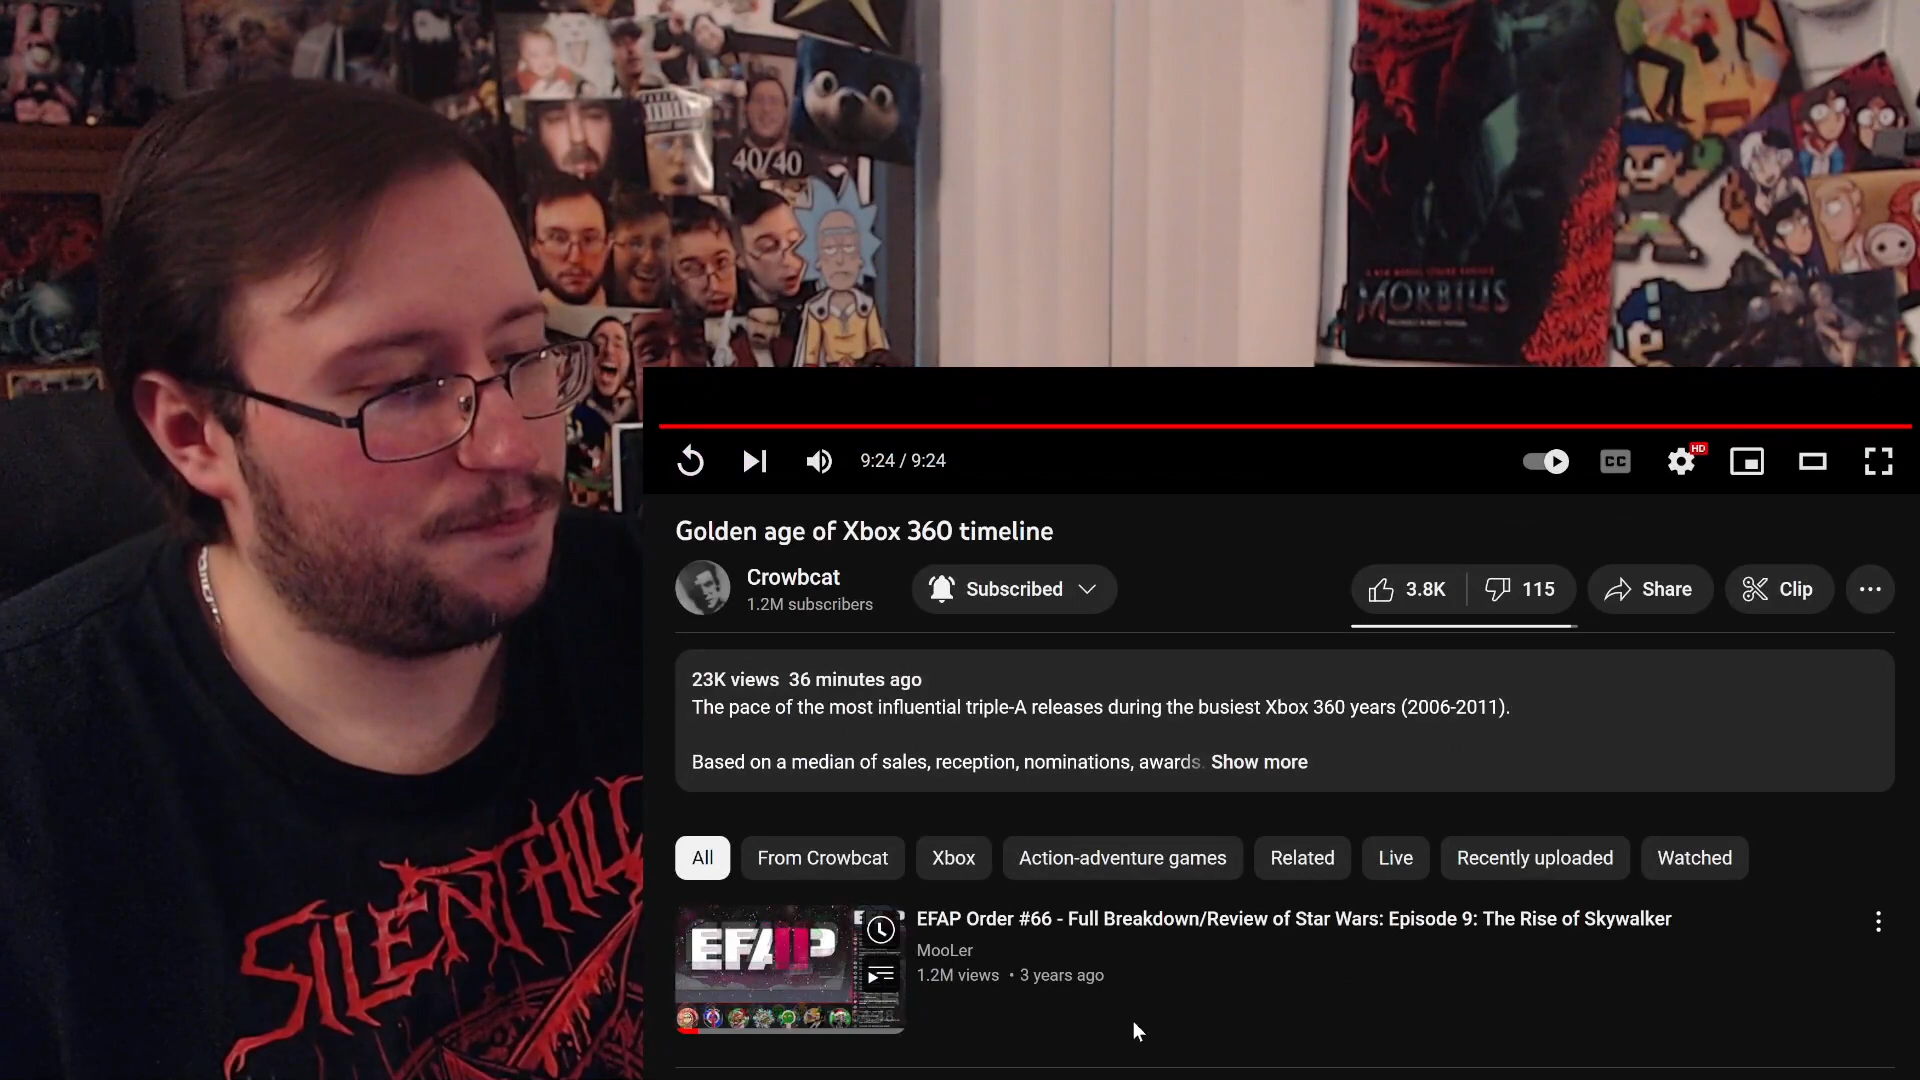 40/40
MORBIUS
9:24 / 9:24
CC
HD
Golden age of Xbox 360 timeline
Crowbcat
1.2M subscribers
Subscribed
3.8K
115
Share
Clip
23K views 36 minutes ago
The pace of the most influential triple-A releases during the busiest Xbox 360 years (2006-2011).
Based on a median of sales, reception, nominations, awards.
Show more
All
From Crowbcat
Xbox
Action-adventure games
Related
Live
Recently uploaded
Watched
SILENT HILL
EFAP
EFAP Order #66 - Full Breakdown/Review of Star Wars: Episode 9: The Rise of Skywalker
MooLer
1.2M views • 3 years ago